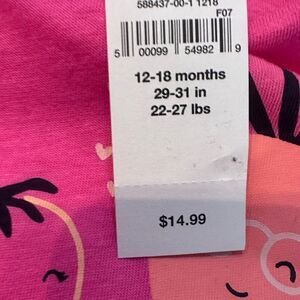 588437-00-1 1218
F07
5 00099 54982 9
12-18 months
29-31 in
22-27 lbs
$14.99